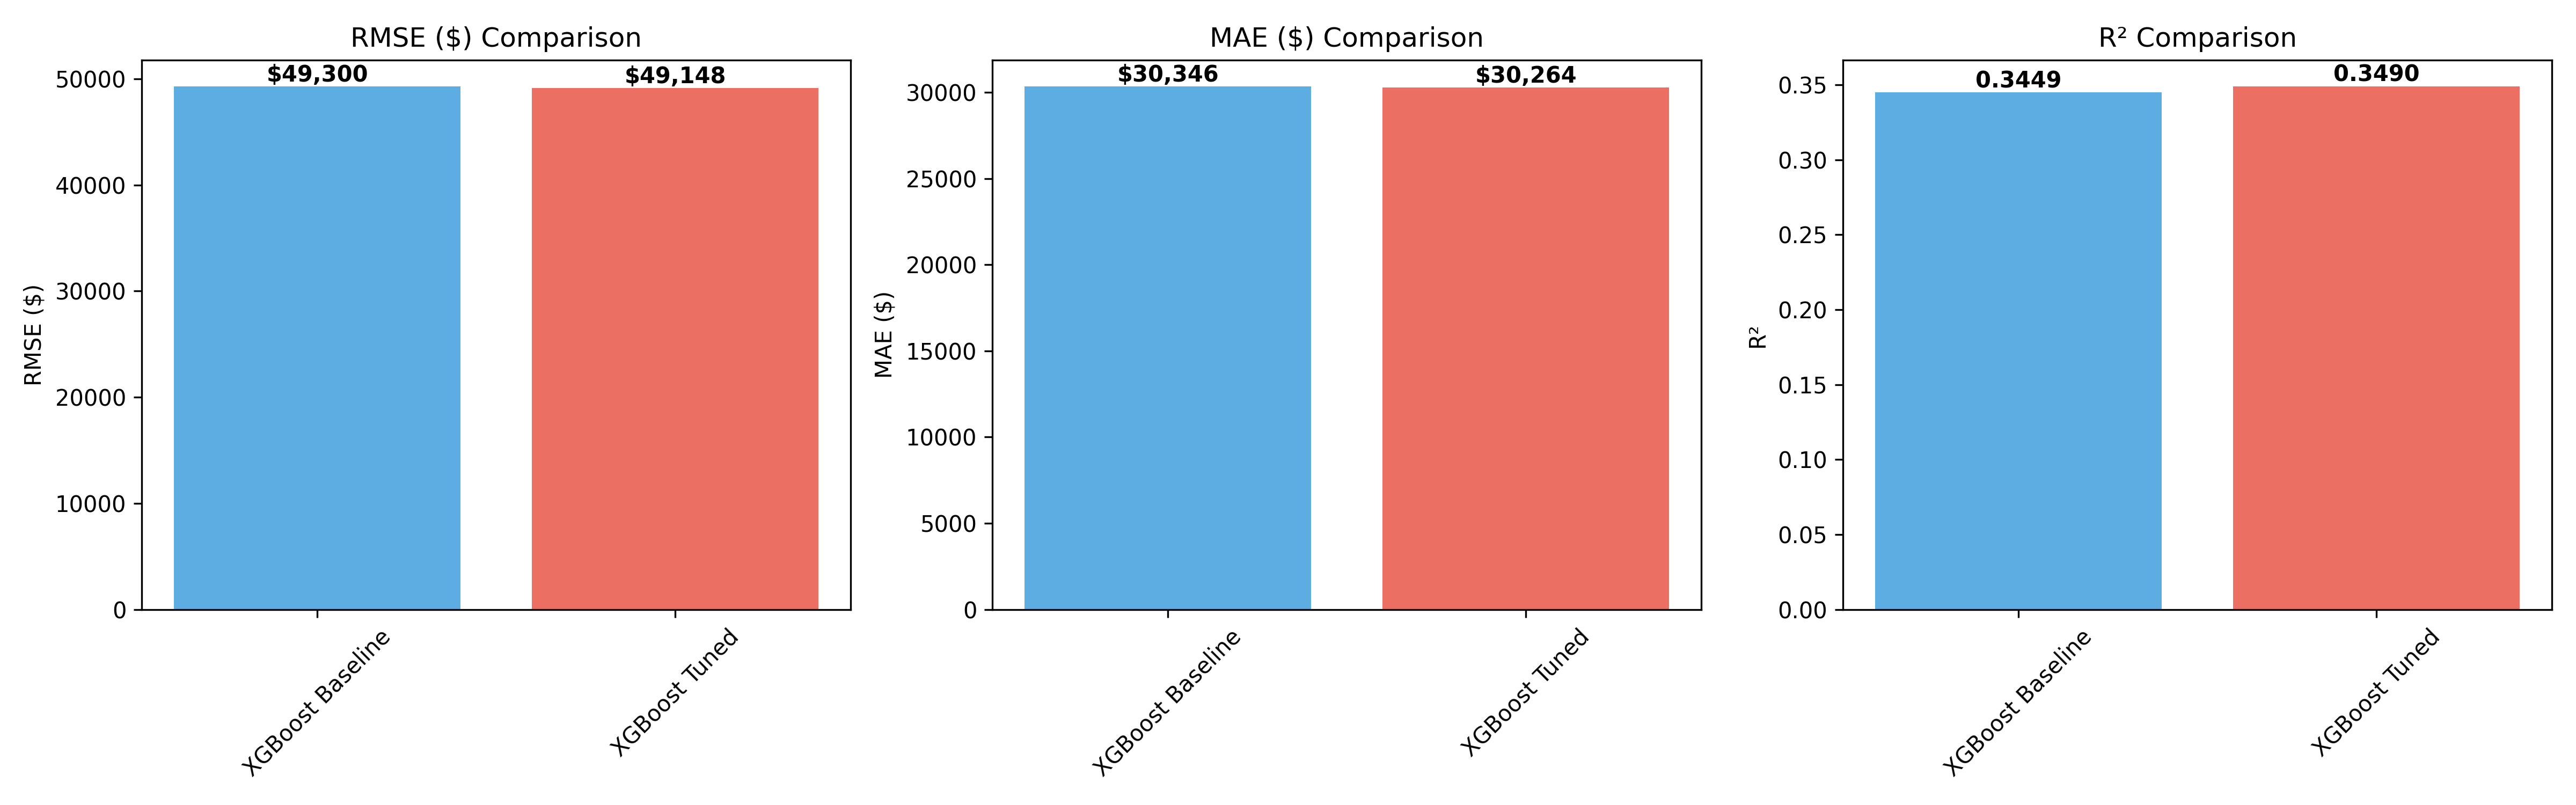 RMSE ($) Comparison
RMSE ($)
50000
40000
30000
20000
10000
0
$49,300
$49,148
XGBoost Baseline
XGBoost Tuned
MAE ($) Comparison
MAE ($)
30000
25000
20000
15000
10000
5000
0
$30,346
$30,264
XGBoost Baseline
XGBoost Tuned
R² Comparison
R²
0.35
0.30
0.25
0.20
0.15
0.10
0.05
0.00
0.3449
0.3490
XGBoost Baseline
XGBoost Tuned